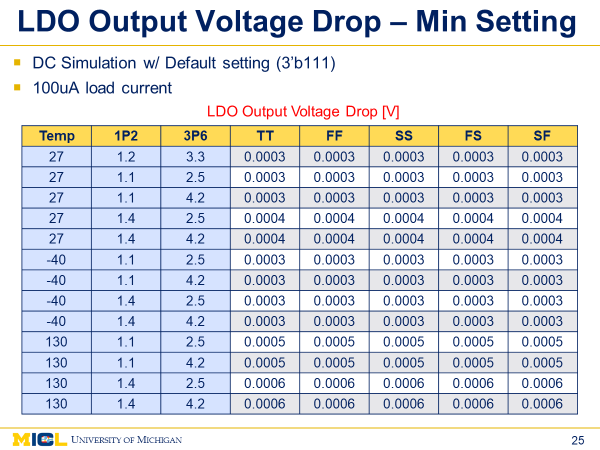 LDO Output Voltage Drop – Min Setting
DC Simulation w/ Default setting (3'b111)
100uA load current
LDO Output Voltage Drop [V]
Temp 1P2 3P6 TT FF SS FS SF
27 1.2 3.3 0.0003 0.0003 0.0003 0.0003 0.0003
27 1.1 2.5 0.0003 0.0003 0.0003 0.0003 0.0003
27 1.1 4.2 0.0003 0.0003 0.0003 0.0003 0.0003
27 1.4 2.5 0.0004 0.0004 0.0004 0.0004 0.0004
27 1.4 4.2 0.0004 0.0004 0.0004 0.0004 0.0004
-40 1.1 2.5 0.0003 0.0003 0.0003 0.0003 0.0003
-40 1.1 4.2 0.0003 0.0003 0.0003 0.0003 0.0003
-40 1.4 2.5 0.0003 0.0003 0.0003 0.0003 0.0003
-40 1.4 4.2 0.0003 0.0003 0.0003 0.0003 0.0003
130 1.1 2.5 0.0005 0.0005 0.0005 0.0005 0.0005
130 1.1 4.2 0.0005 0.0005 0.0005 0.0005 0.0005
130 1.4 2.5 0.0006 0.0006 0.0006 0.0006 0.0006
130 1.4 4.2 0.0006 0.0006 0.0006 0.0006 0.0006
MICL UNIVERSITY OF MICHIGAN 25